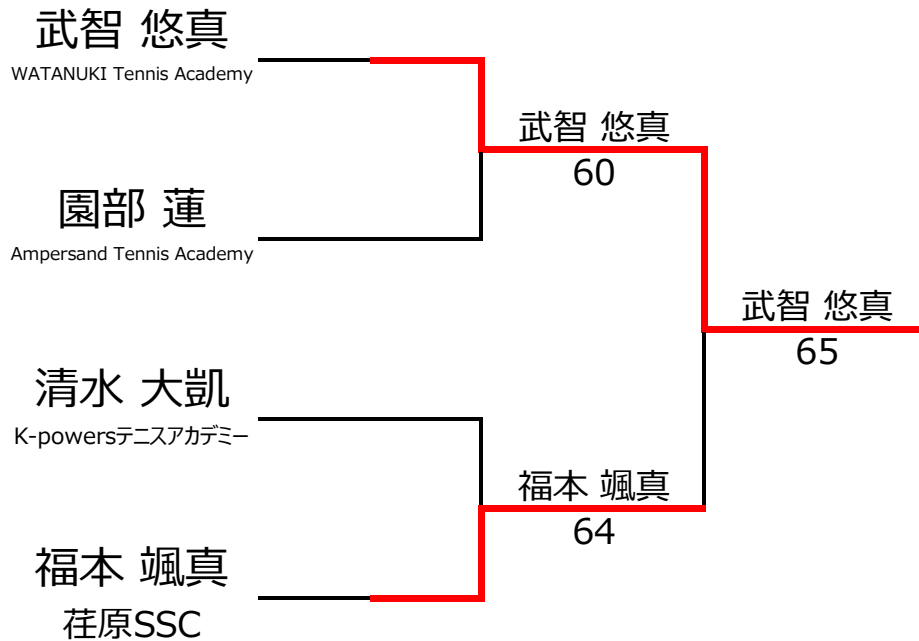 武智 悠真
WATANUKI Tennis Academy
園部 蓮
Ampersand Tennis Academy
清水 大凱
K-powersテニスアカデミー
福本 颯真
荏原SSC
武智 悠真
60
福本 颯真
64
武智 悠真
65